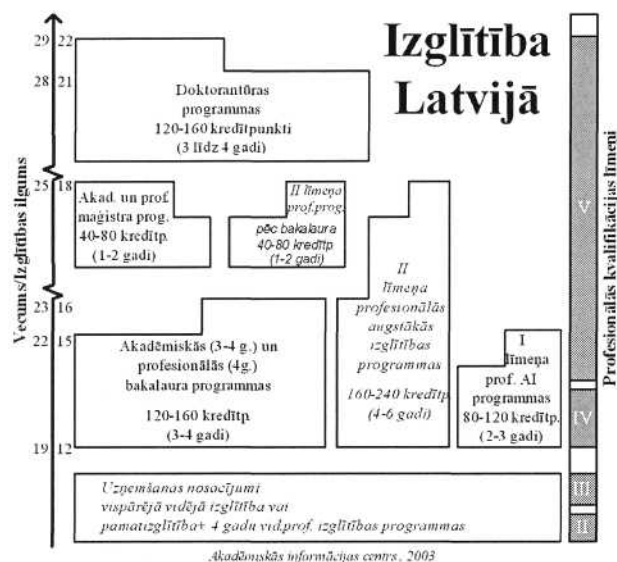 Izglītība
Latvijā
Vecums/Izglītības ilgums
29 22
28 21
25 18
23 16
22 15
19 12
Doktorantūras
programmas
120-160 kredītpunkti
(3 līdz 4 gadi)
Akad. un prof.
maģistra prog.
40-80 kredītp.
(1-2 gadi)
II līmeņa
prof.prog.
pēc bakalaura
40-80 kredītp
(1-2 gadi)
II
līmeņa
profesionālās
augstākās
izglītības
programmas
160-240 kredītp.
(4-6 gadi)
Akadēmiskās (3-4 g.) un
profesionālās (4g.)
bakalaura programmas
120-160 kredītp.
(3-4 gadi)
I
līmeņa
prof. AI
programmas
80-120 kredītp.
(2-3 gadi)
Uzņemšanas nosacījumi
vispārējā vidējā izglītība vai
pamatizglītība+ 4 gadu vid.prof. izglītības programmas
V
IV
III
II
Profesionālās kvalifikācijas līmeņi
Akadēmiskās informācijas centrs, 2003